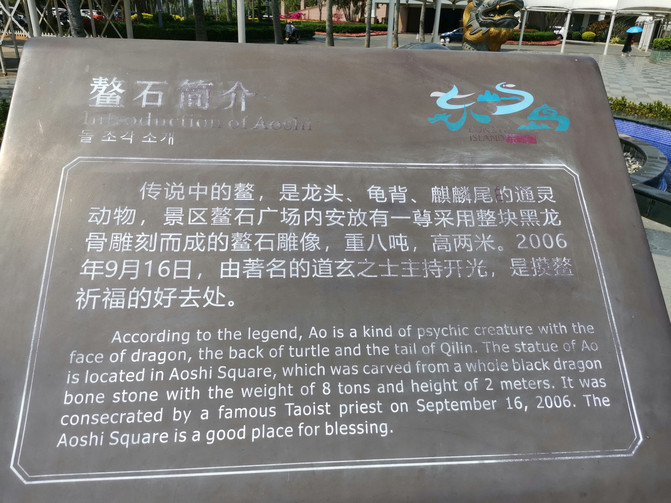 鳌石简介
Introduction of Aoshi
돌 조각 소개
传说中的鳌，是龙头、龟背、麒麟尾的通灵
动物，景区鳌石广场内安放有一尊采用整块黑龙
骨雕刻而成的鳌石雕像，重八吨，高两米。2006
年9月16日，由著名的道玄之士主持开光，是摸鳌
祈福的好去处。
According to the legend, Ao is a kind of psychic creature with the
face of dragon, the back of turtle and the tail of Qilin. The statue of Ao
is located in Aoshi Square, which was carved from a whole black dragon
bone stone with the weight of 8 tons and height of 2 meters. It was
consecrated by a famous Taoist priest on September 16, 2006. The
Aoshi Square is a good place for blessing.